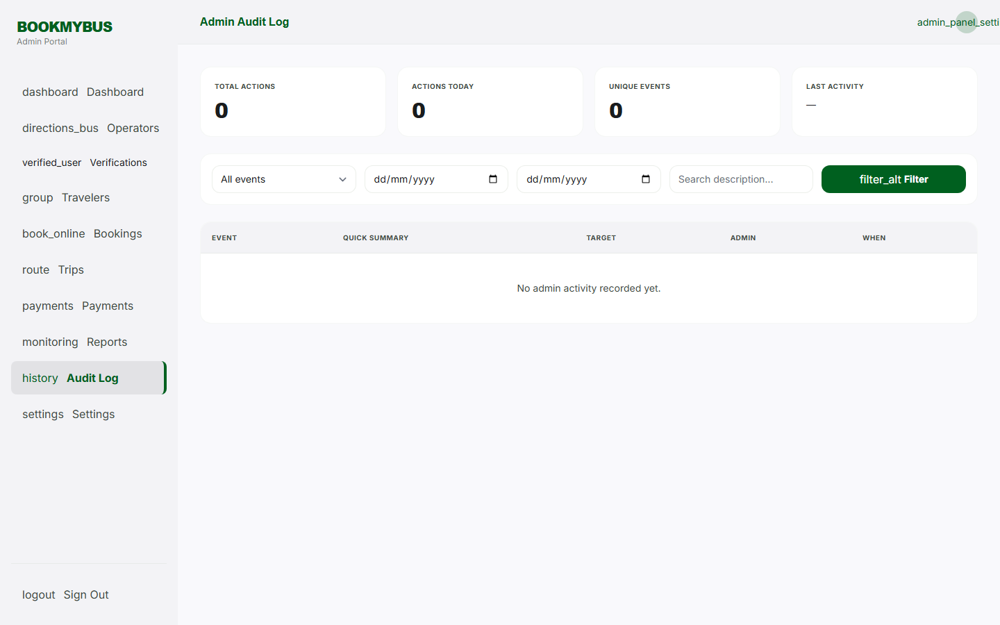 BOOKMYBUS
Admin Portal
dashboard Dashboard
directions_bus Operators
verified_user Verifications
group Travelers
book_online Bookings
route Trips
payments Payments
monitoring Reports
history Audit Log
settings Settings
logout Sign Out
Admin Audit Log
admin_panel_setti
TOTAL ACTIONS
0
ACTIONS TODAY
0
UNIQUE EVENTS
0
LAST ACTIVITY
—
All events
dd/mm/yyyy
dd/mm/yyyy
Search description...
filter_alt Filter
EVENT QUICK SUMMARY TARGET ADMIN WHEN
No admin activity recorded yet.